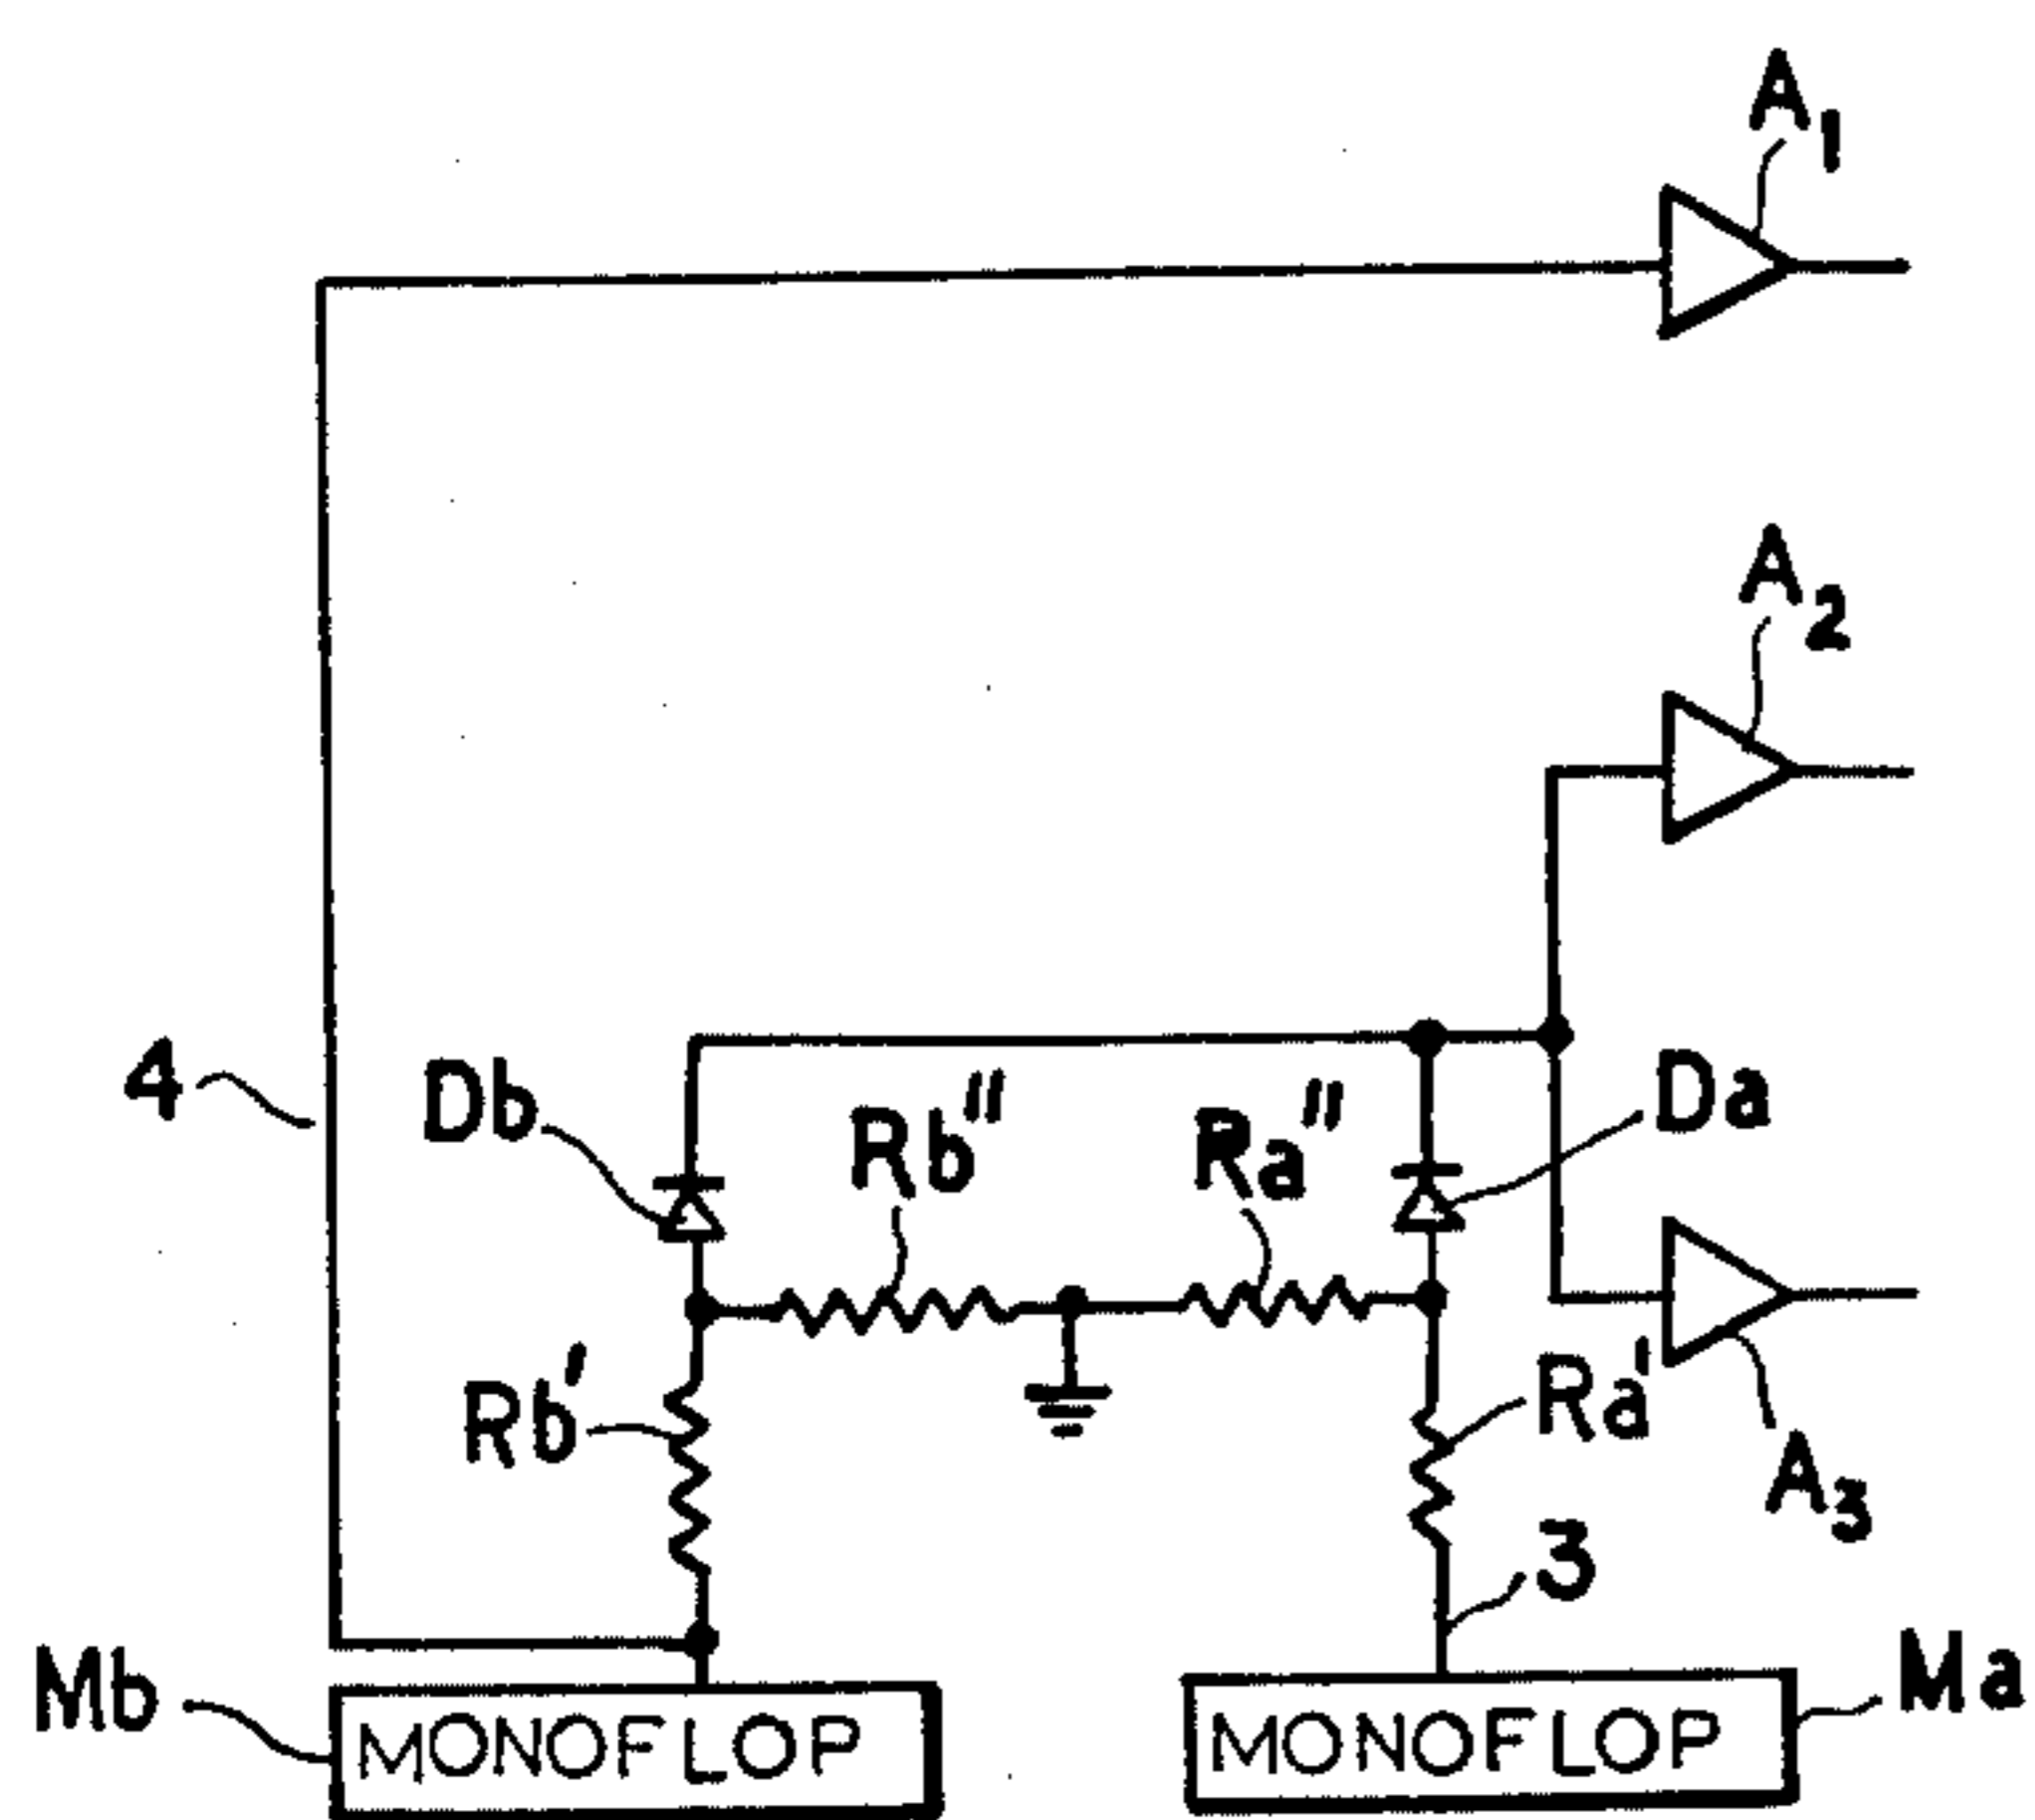 A1
A2
4
Db
Rb"
Ra"
Da
Rb'
Ra'
A3
3
Mb
MONOFLOP
MONOFLOP
Ma